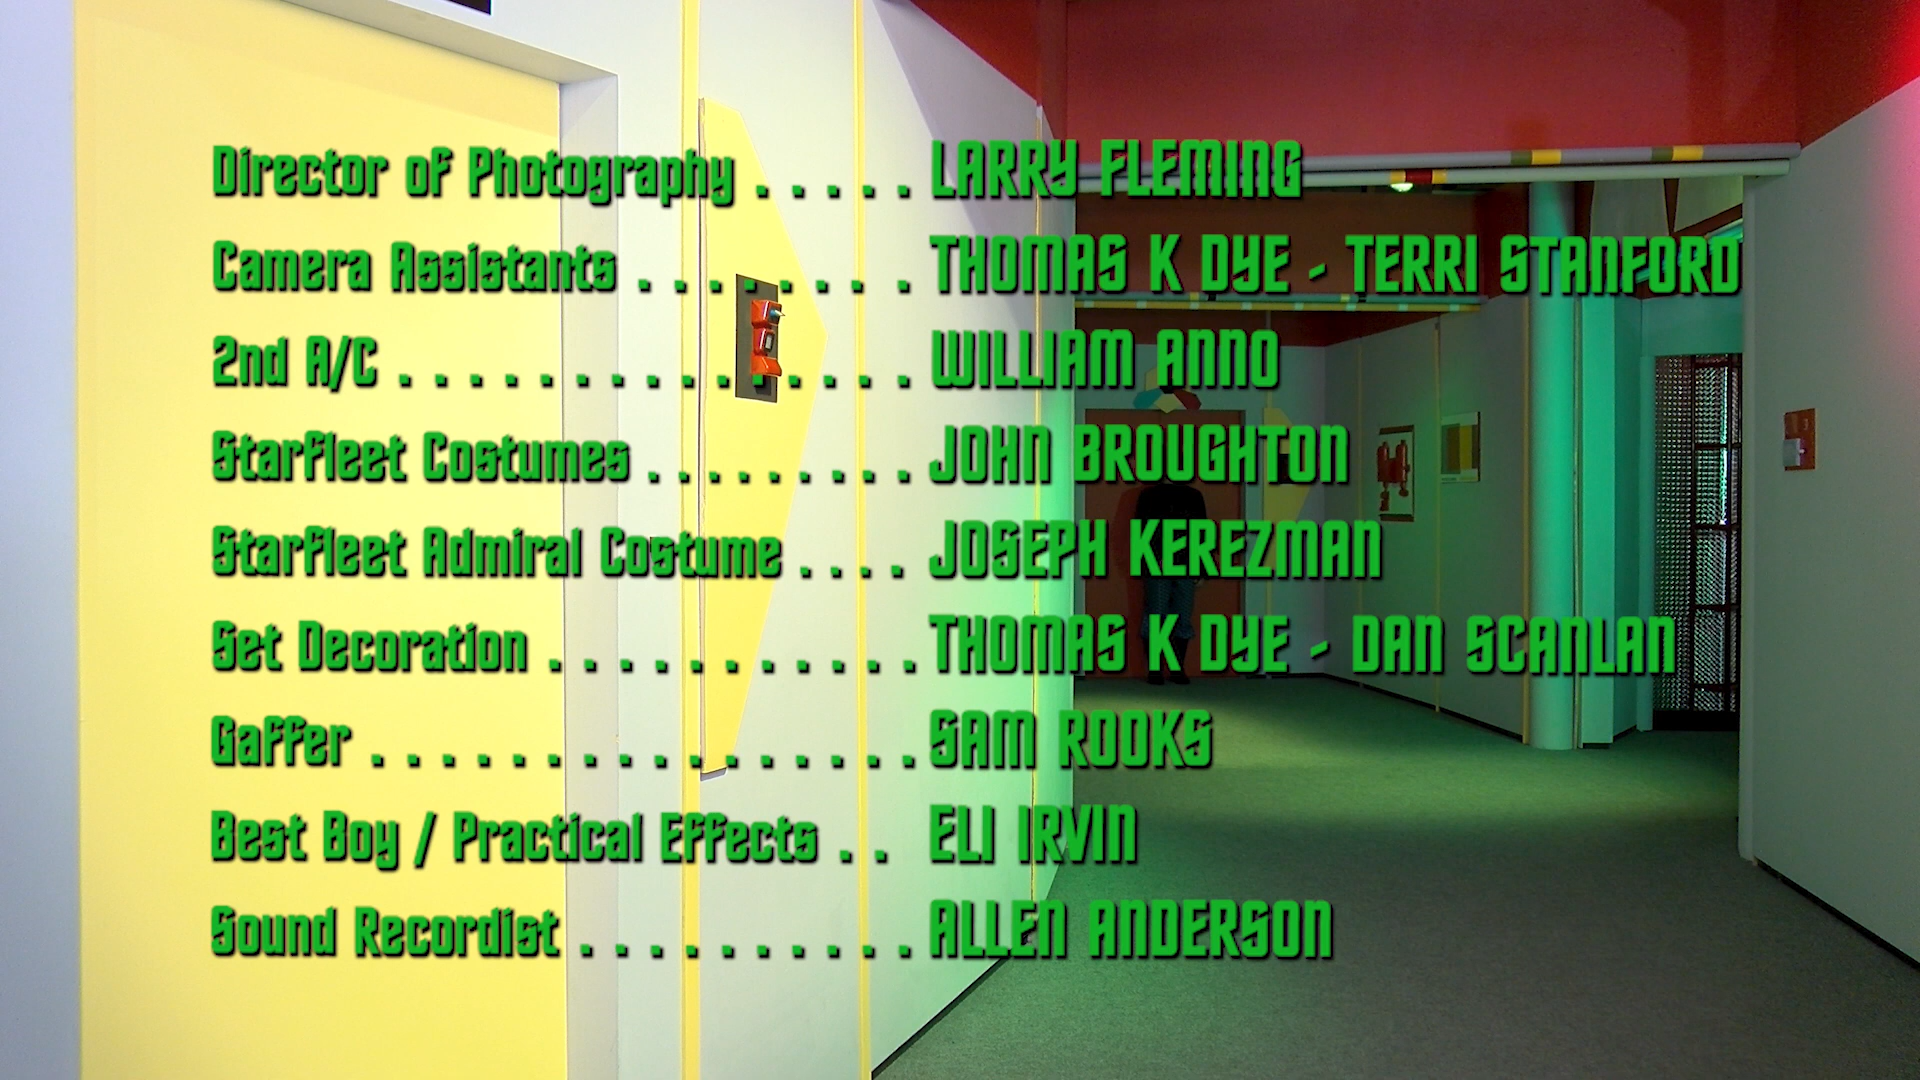 Director of Photography . . . . . LARRY FLEMING
Camera Assistants . . . . . . . . THOMAS K DYE - TERRI STANFORD
2nd A/C . . . . . . . . . . . . . . . WILLIAM ANNO
Starfleet Costumes . . . . . . . . JOHN BROUGHTON
Starfleet Admiral Costume . . . . JOSEPH KEREZMAN
Set Decoration . . . . . . . . . . . THOMAS K DYE - DAN SCANLAN
Gaffer . . . . . . . . . . . . . . . . SAM ROOKS
Best Boy / Practical Effects . . ELI IRVIN
Sound Recordist . . . . . . . . . . ALLEN ANDERSON